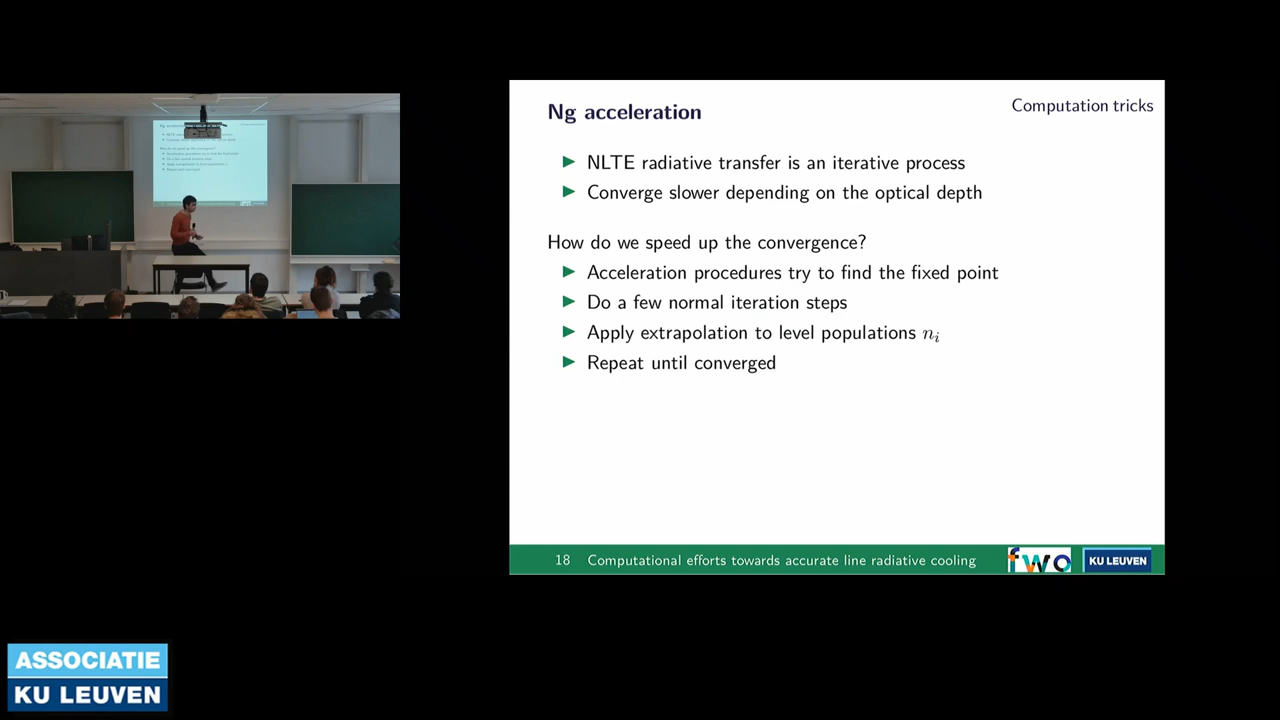 Ng acceleration
Computation tricks
▶ NLTE radiative transfer is an iterative process
▶ Converge slower depending on the optical depth
How do we speed up the convergence?
▶ Acceleration procedures try to find the fixed point
▶ Do a few normal iteration steps
▶ Apply extrapolation to level populations nᵢ
▶ Repeat until converged
18 Computational efforts towards accurate line radiative cooling
fwo
KU LEUVEN
ASSOCIATIE
KU LEUVEN